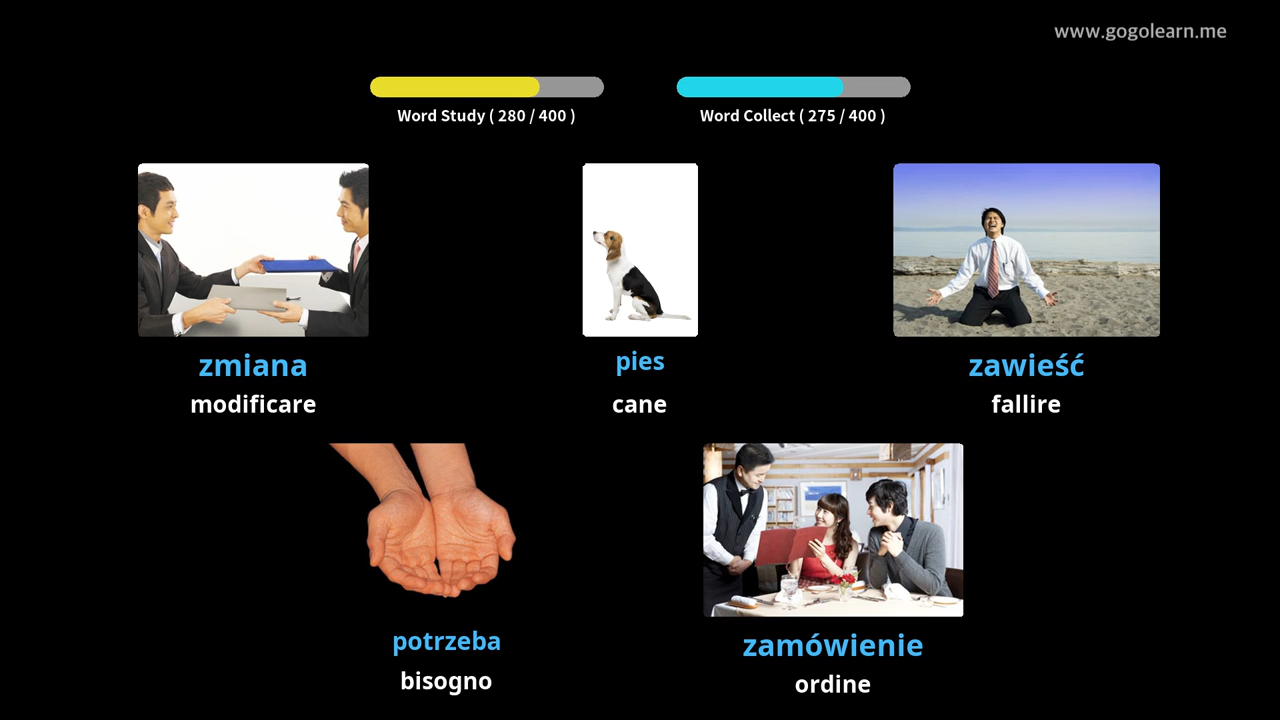 www.gogolearn.me
Word Study ( 280 / 400 )
Word Collect ( 275 / 400 )
zmiana
modificare
pies
cane
zawieść
fallire
potrzeba
bisogno
zamówienie
ordine